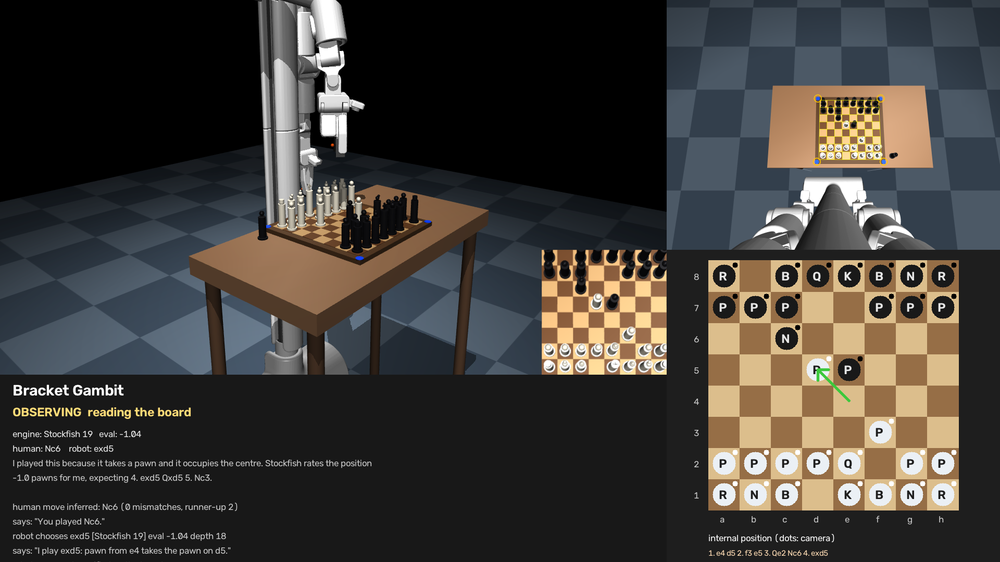 Bracket Gambit
OBSERVING reading the board
engine: Stockfish 19 eval: -1.04
human: Nc6 robot: exd5
I played this because it takes a pawn and it occupies the centre. Stockfish rates the position
-1.0 pawns for me, expecting 4. exd5 Qxd5 5. Nc3.
human move inferred: Nc6 (0 mismatches, runner-up 2)
says: "You played Nc6."
robot chooses exd5 [Stockfish 19] eval -1.04 depth 18
says: "I play exd5: pawn from e4 takes the pawn on d5."
8 R B Q K B N R
7 P P P P P P
6 N
5 P P
4
3 P
2 P P P P Q P P
1 R N B K B N R
a b c d e f g h
internal position (dots: camera)
1. e4 d5 2. f3 e5 3. Qe2 Nc6 4. exd5